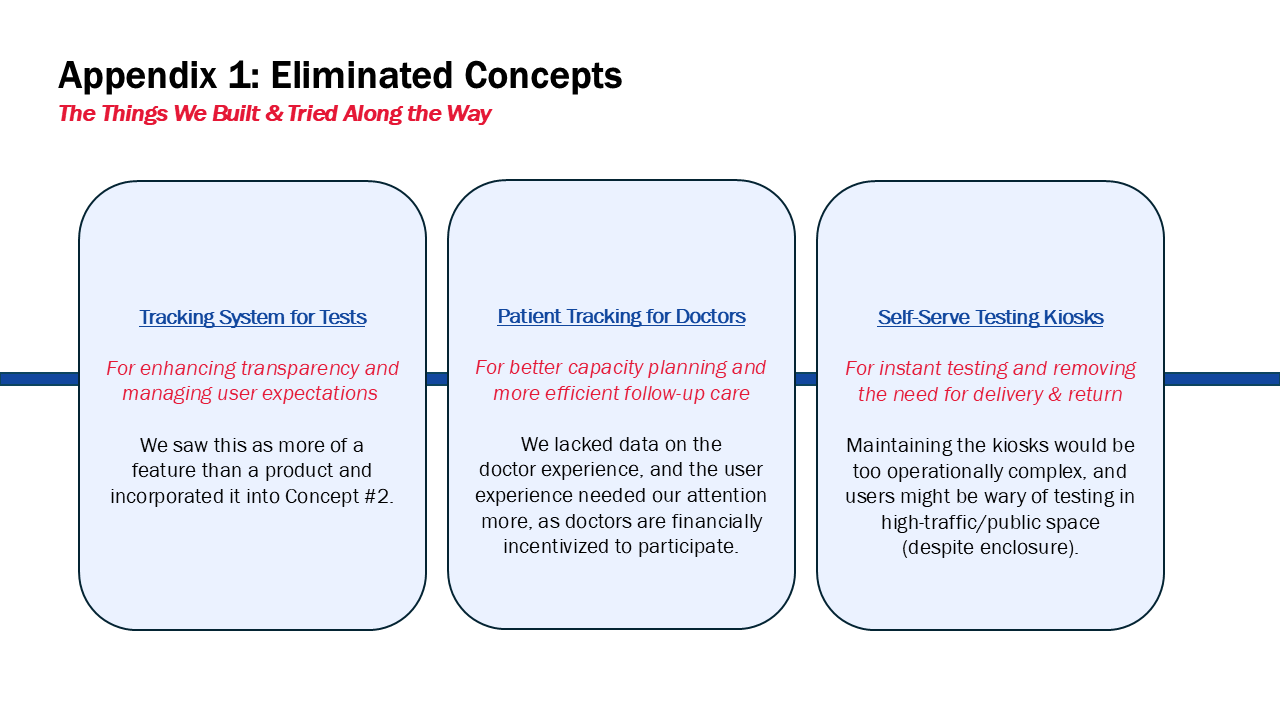 Appendix 1: Eliminated Concepts
The Things We Built & Tried Along the Way
Tracking System for Tests
For enhancing transparency and
managing user expectations
We saw this as more of a
feature than a product and
incorporated it into Concept #2.
Patient Tracking for Doctors
For better capacity planning and
more efficient follow-up care
We lacked data on the
doctor experience, and the user
experience needed our attention
more, as doctors are financially
incentivized to participate.
Self-Serve Testing Kiosks
For instant testing and removing
the need for delivery & return
Maintaining the kiosks would be
too operationally complex, and
users might be wary of testing in
high-traffic/public space
(despite enclosure).